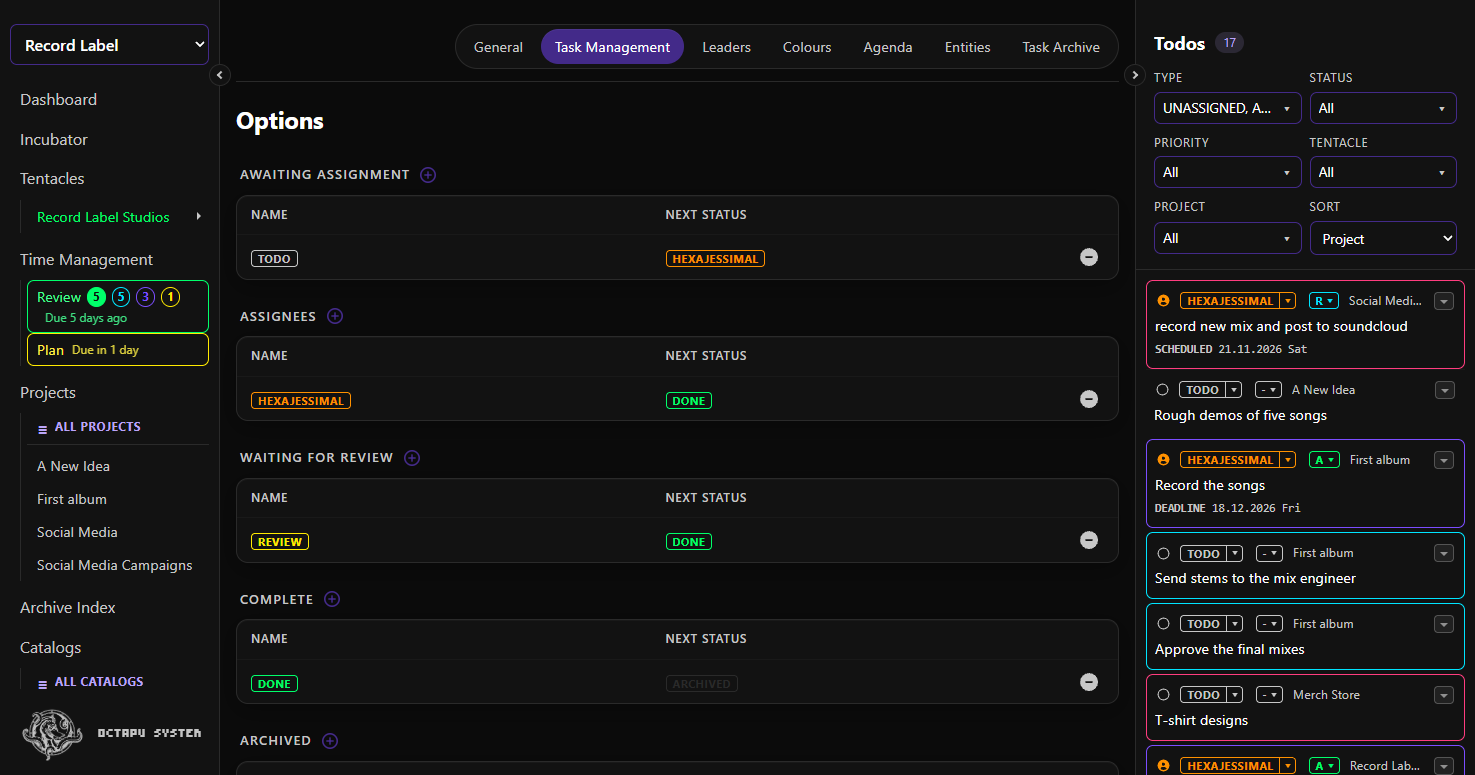 Record Label
Dashboard
Incubator
Tentacles
Record Label Studios
Time Management
Review 5 5 3 1
Due 5 days ago
Plan Due in 1 day
Projects
ALL PROJECTS
A New Idea
First album
Social Media
Social Media Campaigns
Archive Index
Catalogs
ALL CATALOGS
OCTAPU SYSTEM
General Task Management Leaders Colours Agenda Entities Task Archive
Options
AWAITING ASSIGNMENT
NAME NEXT STATUS
TODO HEXAJESSIMAL
ASSIGNEES
NAME NEXT STATUS
HEXAJESSIMAL DONE
WAITING FOR REVIEW
NAME NEXT STATUS
REVIEW DONE
COMPLETE
NAME NEXT STATUS
DONE ARCHIVED
ARCHIVED
Todos 17
TYPE STATUS
UNASSIGNED, A... All
PRIORITY TENTACLE
All All
PROJECT SORT
All Project
HEXAJESSIMAL R Social Medi...
record new mix and post to soundcloud
SCHEDULED 21.11.2026 Sat
TODO - A New Idea
Rough demos of five songs
HEXAJESSIMAL A First album
Record the songs
DEADLINE 18.12.2026 Fri
TODO - First album
Send stems to the mix engineer
TODO - First album
Approve the final mixes
TODO - Merch Store
T-shirt designs
HEXAJESSIMAL A Record Lab...